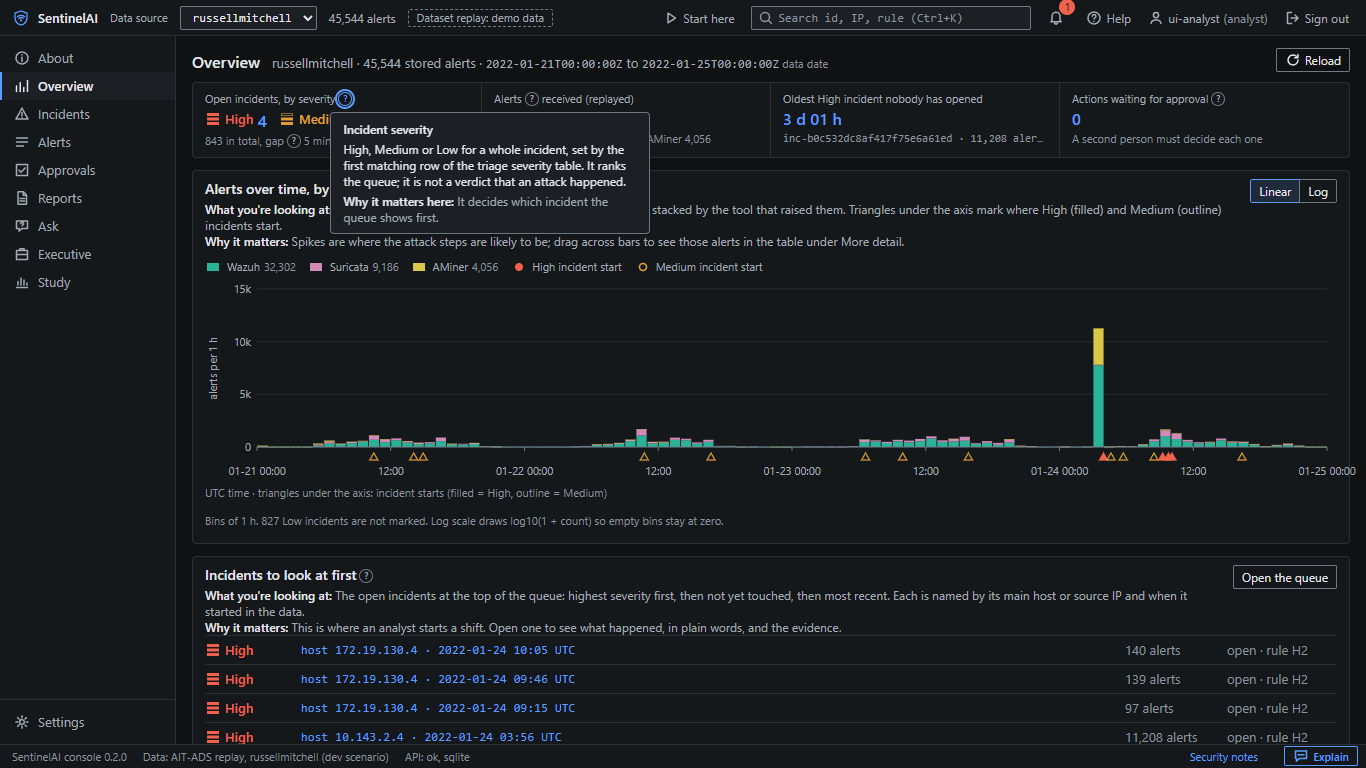 SentinelAI
Data source
russellmitchell
45,544 alerts
Dataset replay: demo data
Start here
Search id, IP, rule (Ctrl+K)
1
Help
ui-analyst (analyst)
Sign out
About
Overview
Incidents
Alerts
Approvals
Reports
Ask
Executive
Study
Settings
Overview
russellmitchell · 45,544 stored alerts · 2022-01-21T00:00:00Z to 2022-01-25T00:00:00Z data date
Reload
Open incidents, by severity ?
High 4
Medi
843 in total, gap ? 5 min
Alerts ? received (replayed)
AMiner 4,056
Oldest High incident nobody has opened
3 d 01 h
inc-b0c532dc8af417f75e6a61ed · 11,208 aler…
Actions waiting for approval ?
0
A second person must decide each one
Incident severity
High, Medium or Low for a whole incident, set by the
first matching row of the triage severity table. It ranks
the queue; it is not a verdict that an attack happened.
Why it matters here: It decides which incident the
queue shows first.
Alerts over time, by
Linear
Log
What you're looking at
stacked by the tool that raised them. Triangles under the axis mark where High (filled) and Medium (outline)
incidents start.
Why it matters: Spikes are where the attack steps are likely to be; drag across bars to see those alerts in the table under More detail.
Wazuh 32,302
Suricata 9,186
AMiner 4,056
High incident start
Medium incident start
15k
10k
5k
0
alerts per 1 h
01-21 00:00
12:00
01-22 00:00
12:00
01-23 00:00
12:00
01-24 00:00
12:00
01-25 00:00
UTC time · triangles under the axis: incident starts (filled = High, outline = Medium)
Bins of 1 h. 827 Low incidents are not marked. Log scale draws log10(1 + count) so empty bins stay at zero.
Incidents to look at first ?
Open the queue
What you're looking at: The open incidents at the top of the queue: highest severity first, then not yet touched, then most recent. Each is named by its main host or source IP and when it
started in the data.
Why it matters: This is where an analyst starts a shift. Open one to see what happened, in plain words, and the evidence.
High host 172.19.130.4 · 2022-01-24 10:05 UTC 140 alerts open · rule H2
High host 172.19.130.4 · 2022-01-24 09:46 UTC 139 alerts open · rule H2
High host 172.19.130.4 · 2022-01-24 09:15 UTC 97 alerts open · rule H2
High host 10.143.2.4 · 2022-01-24 03:56 UTC 11,208 alerts open · rule H2
SentinelAI console 0.2.0
Data: AIT-ADS replay, russellmitchell (dev scenario)
API: ok, sqlite
Security notes
Explain